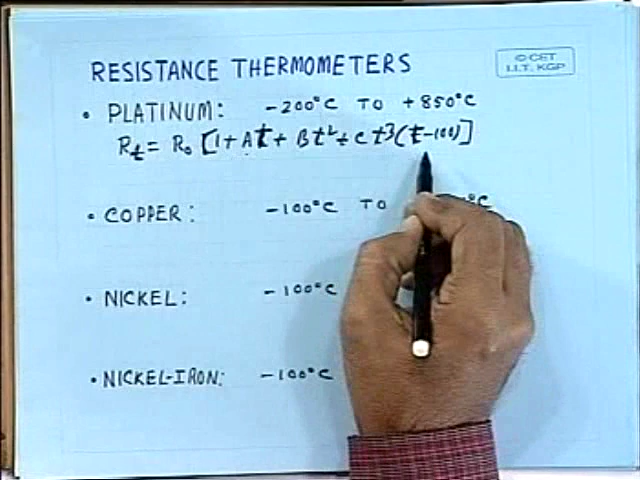 RESISTANCE THERMOMETERS
© CET
I.I.T. KGP
• PLATINUM: -200°C TO +850°C
Rt = R0 [1 + At + Bt² + ct³(t-100)]
• COPPER: -100°C TO
• NICKEL: -100°C
• NICKEL-IRON: -100°C